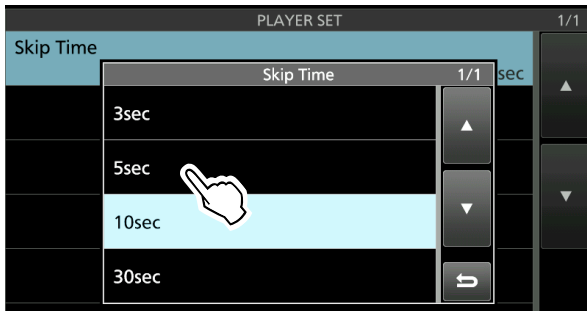 PLAYER SET 1/1
Skip Time
sec
Skip Time 1/1
3sec
5sec
10sec
30sec